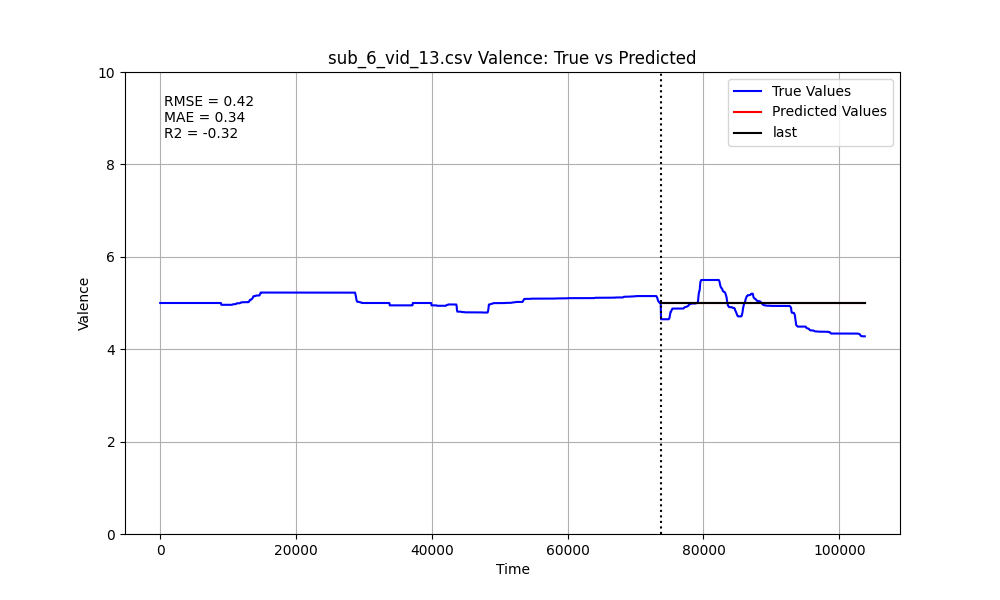 sub_6_vid_13.csv Valence: True vs Predicted
RMSE = 0.42
MAE = 0.34
R2 = -0.32
True Values
Predicted Values
last
10
8
6
4
2
0
Valence
0
20000
40000
60000
80000
100000
Time